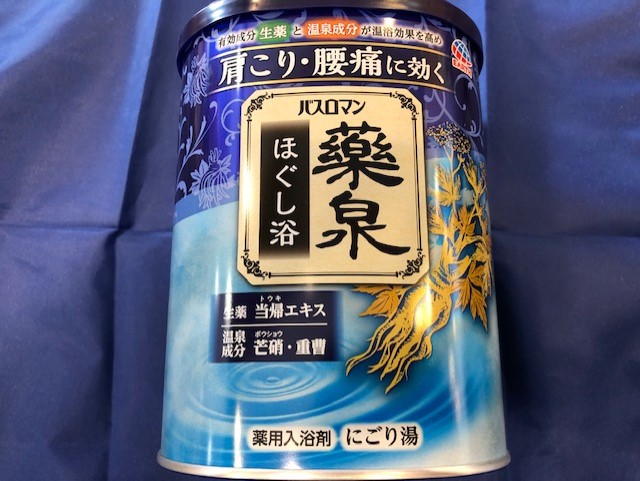 有効成分 生薬 と 温泉成分 が温浴効果を高め
肩こり・腰痛に効く
バスロマン
薬泉
ほぐし浴
トウキ
生薬 当帰エキス
ボウショウ
温泉成分 芒硝・重曹
薬用入浴剤 にごり湯